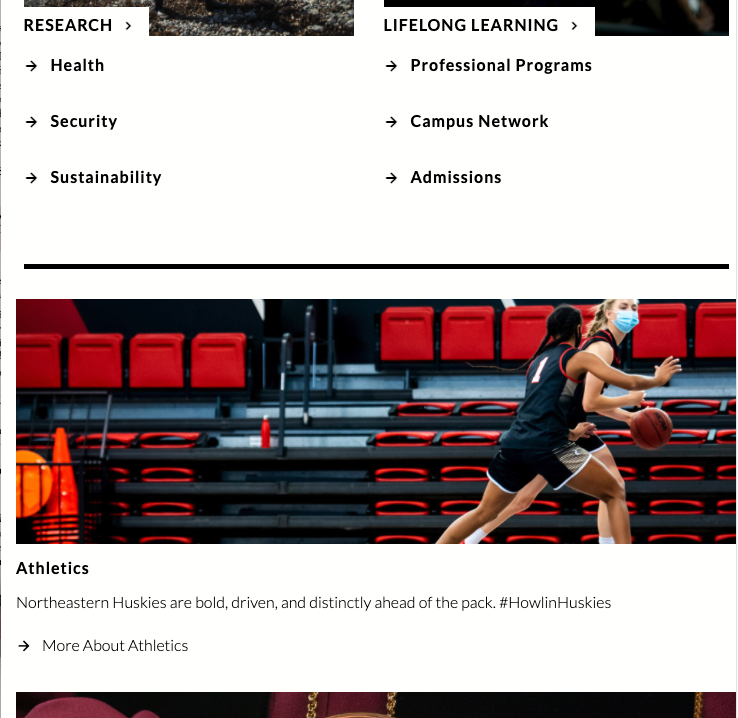 RESEARCH
Health
Security
Sustainability
LIFELONG LEARNING
Professional Programs
Campus Network
Admissions
1
Athletics
Northeastern Huskies are bold, driven, and distinctly ahead of the pack. #HowlinHuskies
More About Athletics